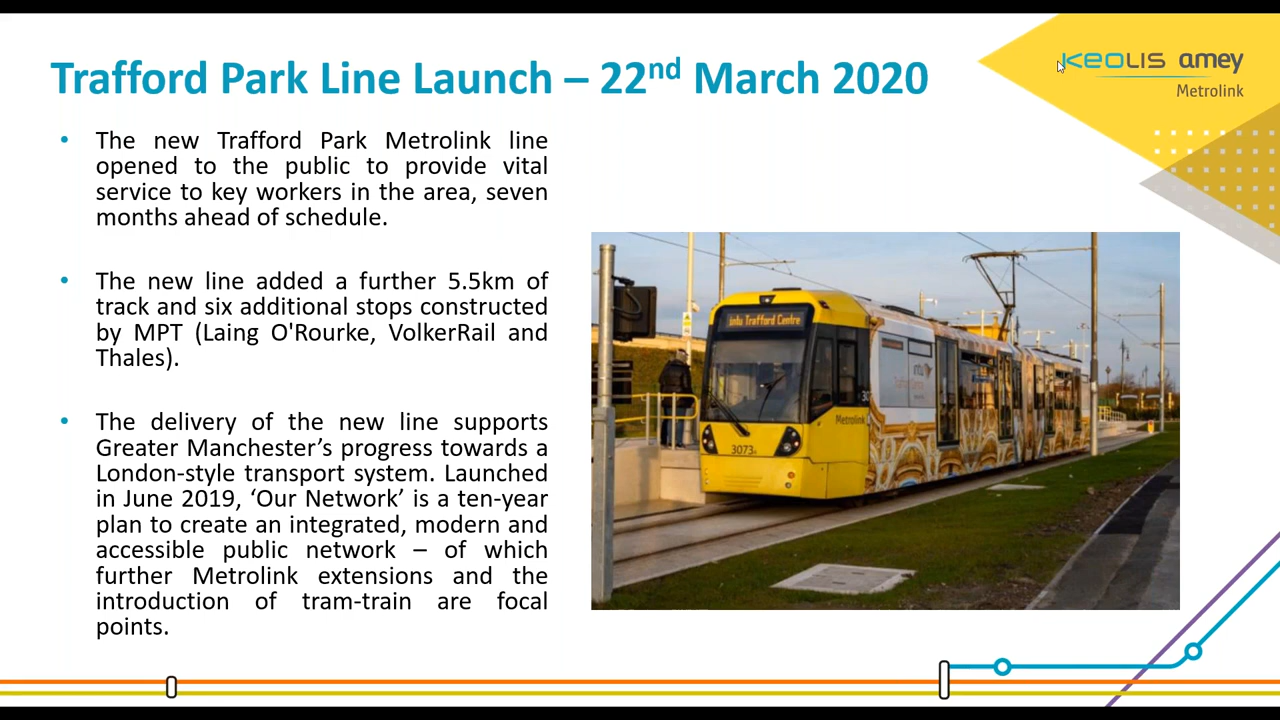 Trafford Park Line Launch – 22nd March 2020
KEOLIS amey
Metrolink
• The new Trafford Park Metrolink line
opened to the public to provide vital
service to key workers in the area, seven
months ahead of schedule.
• The new line added a further 5.5km of
track and six additional stops constructed
by MPT (Laing O'Rourke, VolkerRail and
Thales).
• The delivery of the new line supports
Greater Manchester’s progress towards a
London-style transport system. Launched
in June 2019, ‘Our Network’ is a ten-year
plan to create an integrated, modern and
accessible public network – of which
further Metrolink extensions and the
introduction of tram-train are focal
points.
intu Trafford Centre
Metrolink
3073
intu